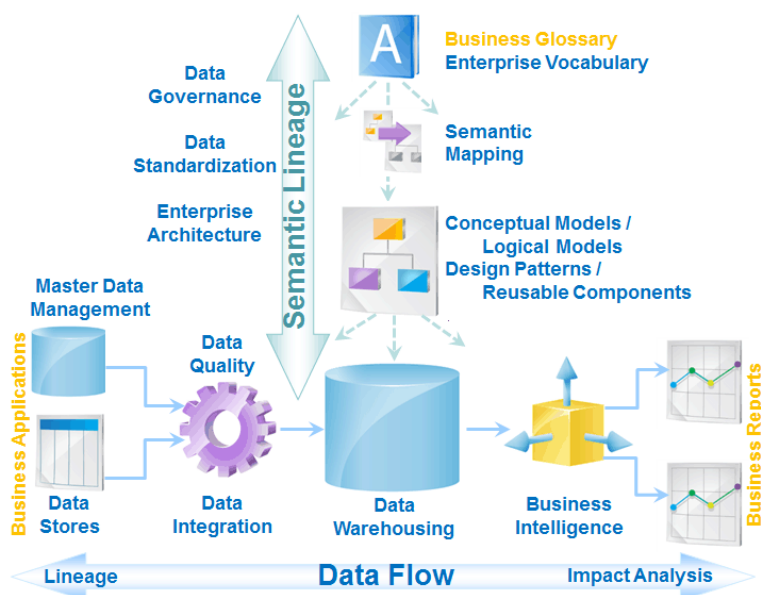 A
Business Glossary
Enterprise Vocabulary
Data
Governance
Semantic Lineage
Data
Standardization
Semantic
Mapping
Enterprise
Architecture
Conceptual Models /
Logical Models
Design Patterns /
Reusable Components
Master Data
Management
Business Applications
Data
Quality
Data
Stores
Data
Integration
Data
Warehousing
Business
Intelligence
Business Reports
Lineage
Data Flow
Impact Analysis